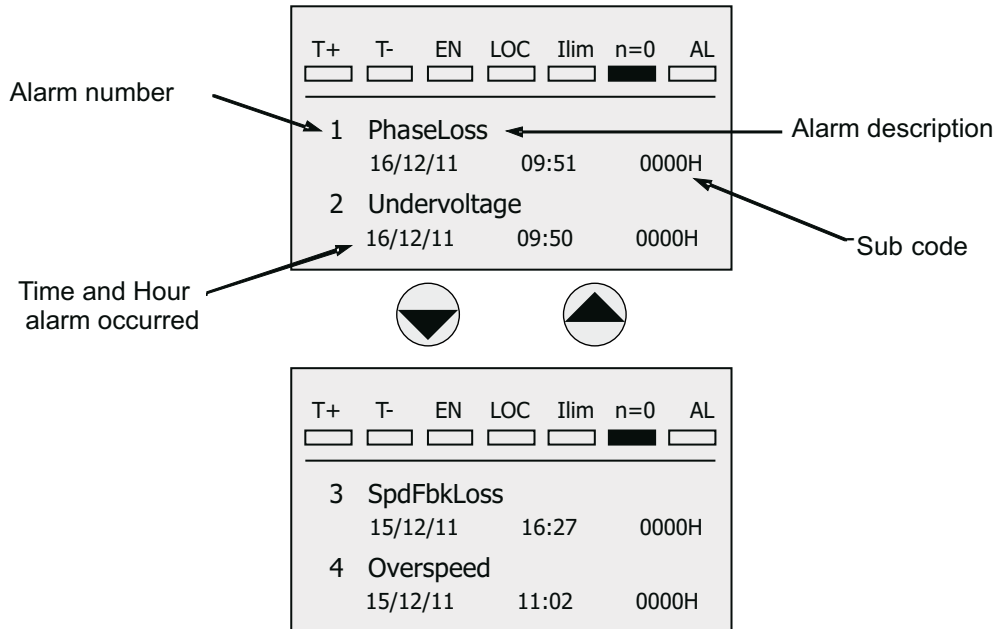 T+ T- EN LOC Ilim n=0 AL
Alarm number
1 PhaseLoss
Alarm description
16/12/11 09:51 0000H
2 Undervoltage
16/12/11 09:50 0000H
Sub code
Time and Hour
alarm occurred
T+ T- EN LOC Ilim n=0 AL
3 SpdFbkLoss
15/12/11 16:27 0000H
4 Overspeed
15/12/11 11:02 0000H